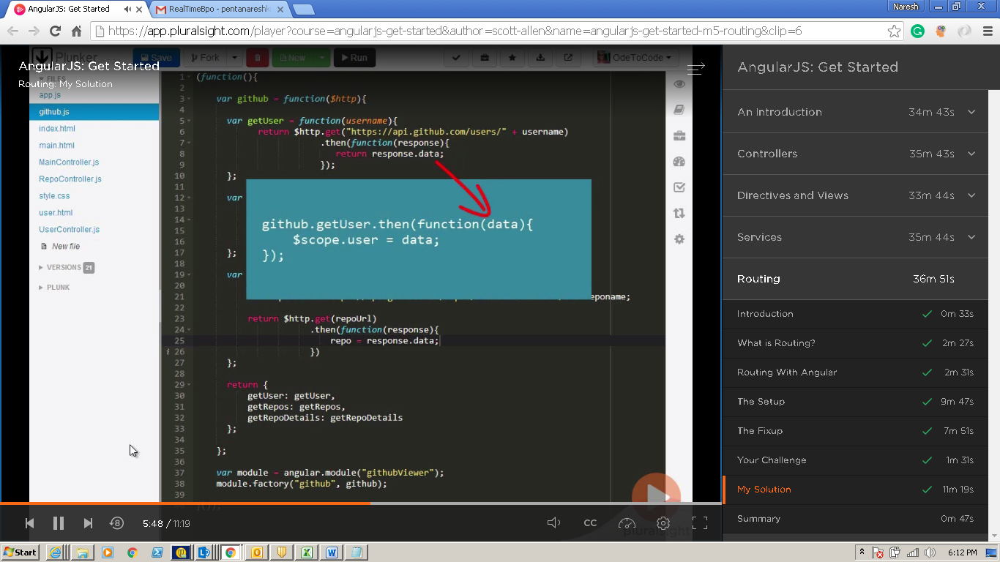 AngularJS: Get Started
RealTimeBpo - pentanareshk
Naresh
https://app.pluralsight.com/player?course=angularjs-get-started&author=scott-allen&name=angularjs-get-started-m5-routing&clip=6
Plunker
Save
Fork
New
Run
OdeToCode
AngularJS: Get Started
Routing: My Solution
FILES
app.js
github.js
index.html
main.html
MainController.js
RepoController.js
style.css
user.html
UserController.js
New file
VERSIONS 21
PLUNK
1 (function(){
2
3 var github = function($http){
4
5 var getUser = function(username){
6 return $http.get("https://api.github.com/users/" + username)
7 .then(function(response){
8 return response.data;
9 });
10 };
11
12 var
13
14
15
16
17 };
18
19 var
20
21 eponame;
22
23 return $http.get(repoUrl)
24 .then(function(response){
25 repo = response.data;
26 })
27 };
28
29 return {
30 getUser: getUser,
31 getRepos: getRepos,
32 getRepoDetails: getRepoDetails
33 };
34
35 };
36
37 var module = angular.module("githubViewer");
38 module.factory("github", github);
39
}());
github.getUser.then(function(data){
$scope.user = data;
});
pluralsight
8
5:48 / 11:19
CC
AngularJS: Get Started
An Introduction 34m 43s
Controllers 35m 43s
Directives and Views 33m 44s
Services 35m 44s
Routing 36m 51s
Introduction 0m 33s
What is Routing? 2m 27s
Routing With Angular 2m 31s
The Setup 9m 47s
The Fixup 7m 51s
Your Challenge 1m 31s
My Solution 11m 19s
Summary 0m 47s
Start
6:12 PM